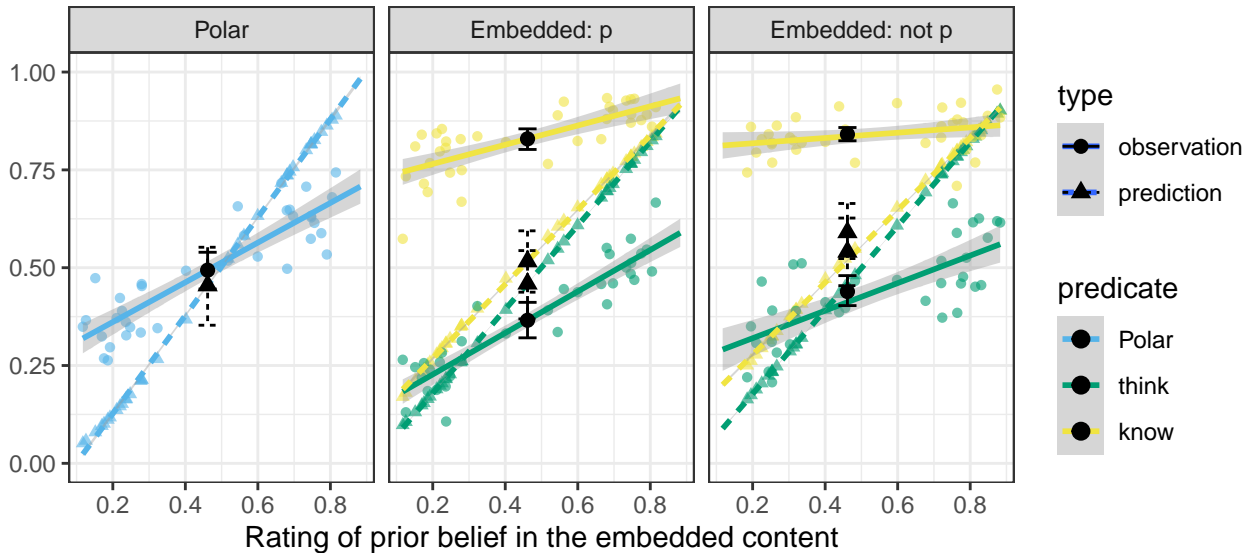 Polar
Embedded: p
Embedded: not p
1.00
0.75
0.50
0.25
0.00
0.2 0.4 0.6 0.8
0.2 0.4 0.6 0.8
0.2 0.4 0.6 0.8
Rating of prior belief in the embedded content
type
observation
prediction
predicate
Polar
think
know